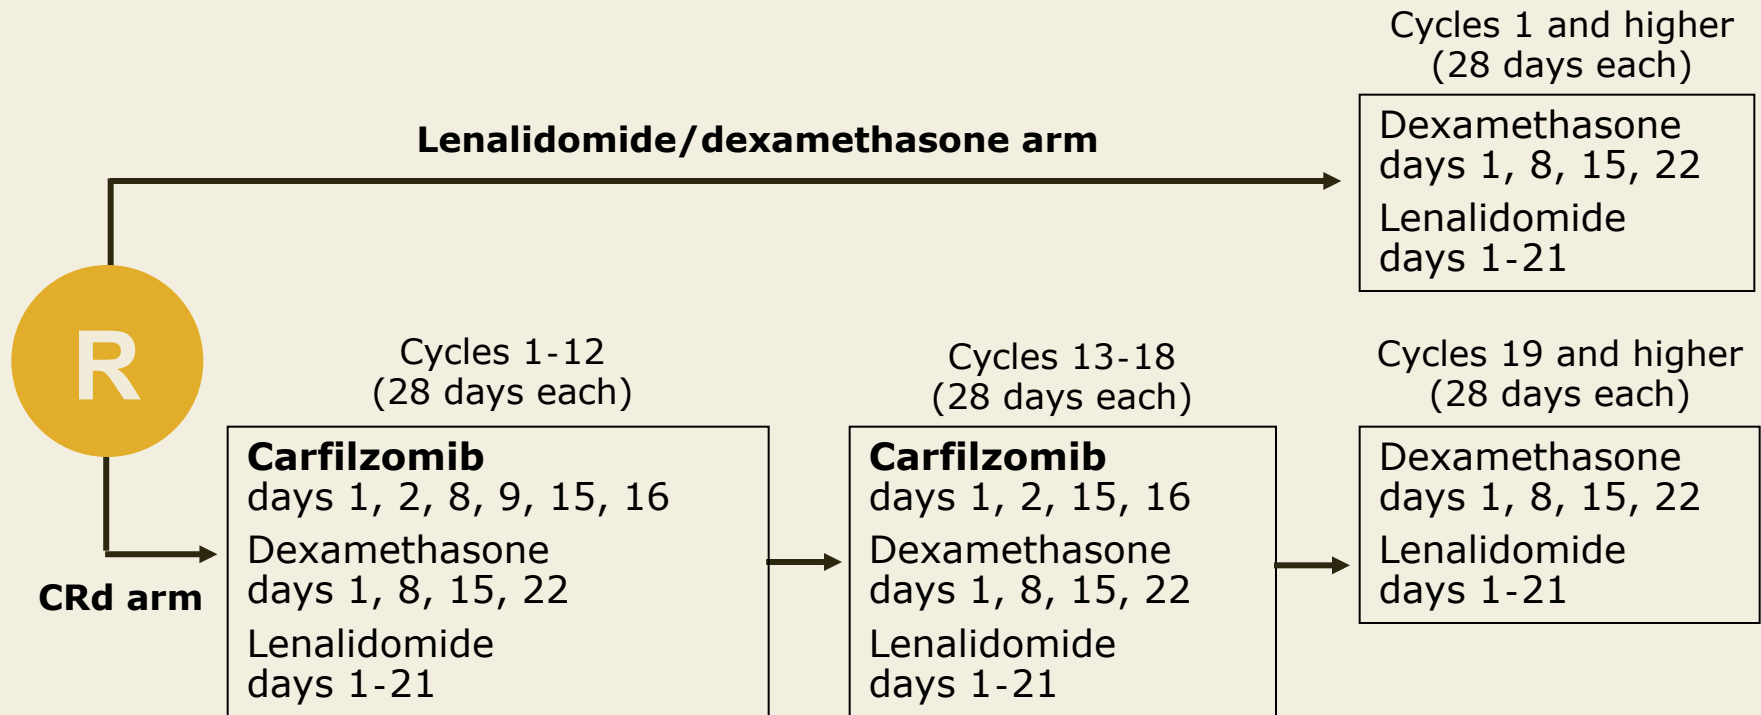 Cycles 1 and higher
(28 days each)
Lenalidomide/dexamethasone arm
Dexamethasone
days 1, 8, 15, 22
Lenalidomide
days 1-21
R
CRd arm
Cycles 1-12
(28 days each)
Carfilzomib
days 1, 2, 8, 9, 15, 16
Dexamethasone
days 1, 8, 15, 22
Lenalidomide
days 1-21
Cycles 13-18
(28 days each)
Carfilzomib
days 1, 2, 15, 16
Dexamethasone
days 1, 8, 15, 22
Lenalidomide
days 1-21
Cycles 19 and higher
(28 days each)
Dexamethasone
days 1, 8, 15, 22
Lenalidomide
days 1-21